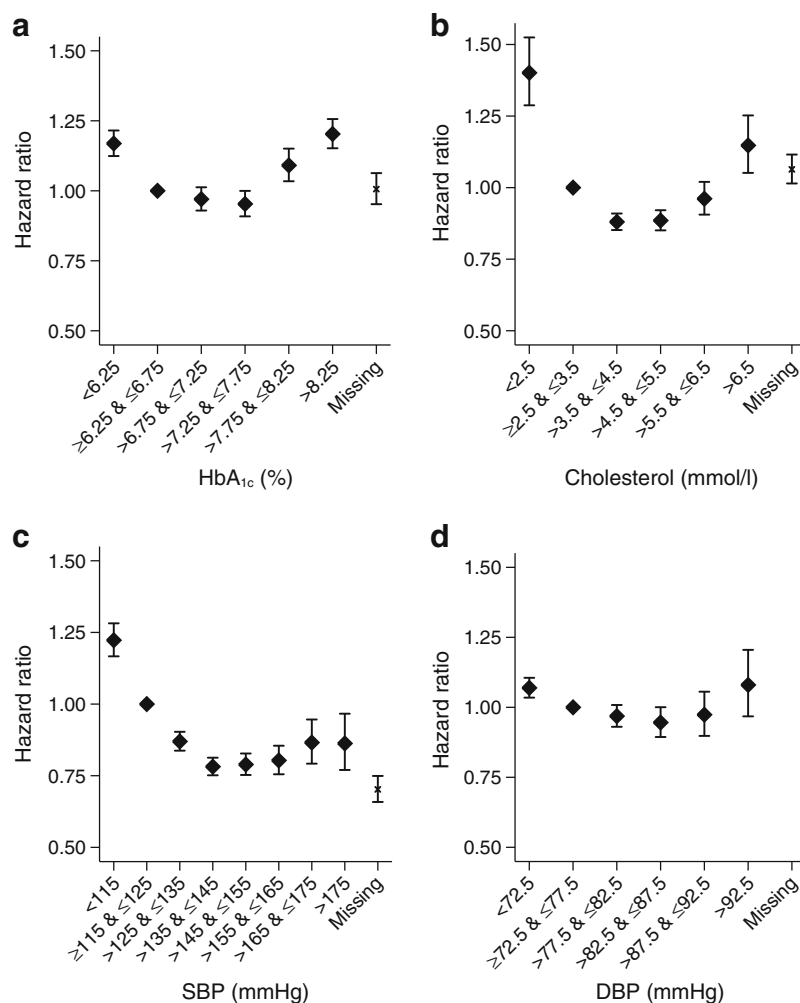 a
1.50
1.25
1.00
0.75
0.50
Hazard ratio
<6.25
≥6.25 & ≤6.75
>6.75 & ≤7.25
>7.25 & ≤7.75
>7.75 & ≤8.25
>8.25
Missing
HbA1c (%)
b
1.50
1.25
1.00
0.75
0.50
Hazard ratio
<2.5
≥2.5 & ≤3.5
>3.5 & ≤4.5
>4.5 & ≤5.5
>5.5 & ≤6.5
>6.5
Missing
Cholesterol (mmol/l)
c
1.50
1.25
1.00
0.75
0.50
Hazard ratio
<115
≥115 & ≤125
>125 & ≤135
>135 & ≤145
>145 & ≤155
>155 & ≤165
>165 & ≤175
>175
Missing
SBP (mmHg)
d
1.50
1.25
1.00
0.75
0.50
Hazard ratio
<72.5
≥72.5 & ≤77.5
>77.5 & ≤82.5
>82.5 & ≤87.5
>87.5 & ≤92.5
>92.5
Missing
DBP (mmHg)